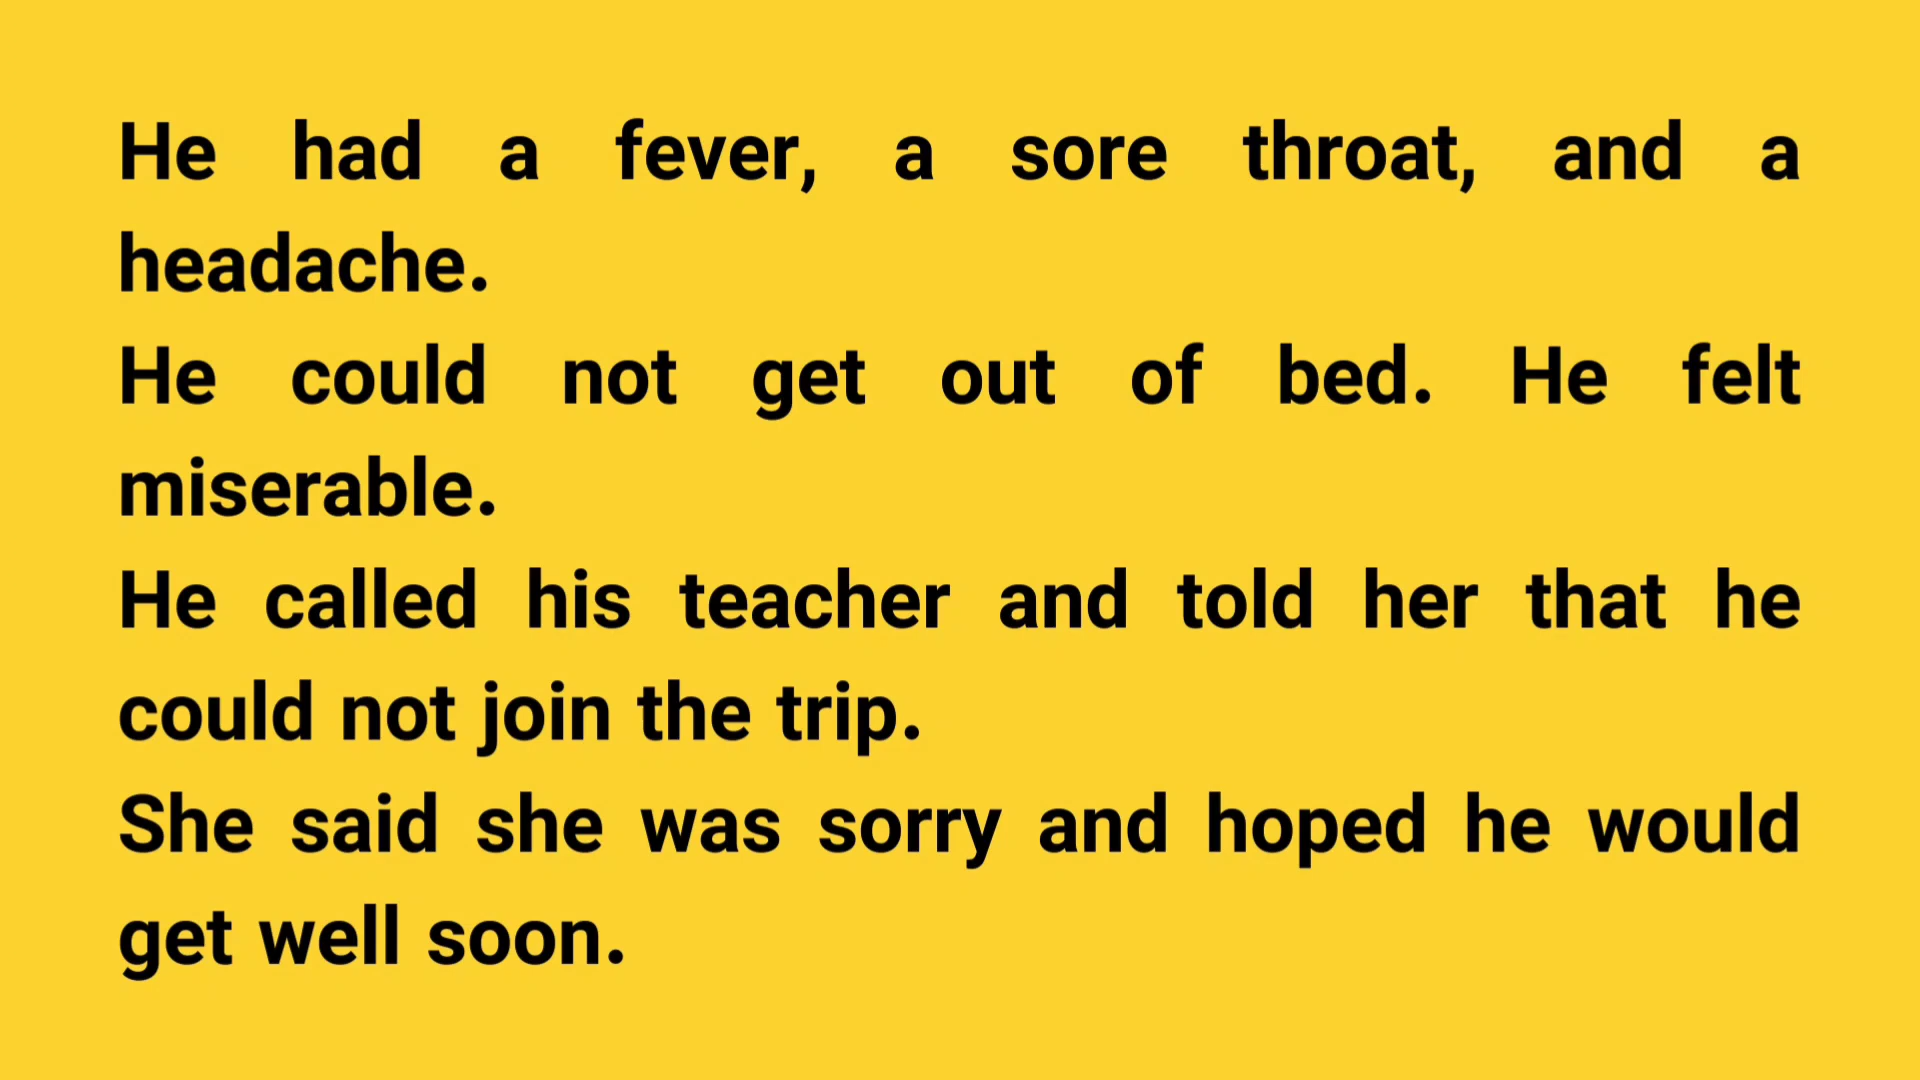 He had a fever, a sore throat, and a
headache.
He could not get out of bed. He felt
miserable.
He called his teacher and told her that he
could not join the trip.
She said she was sorry and hoped he would
get well soon.